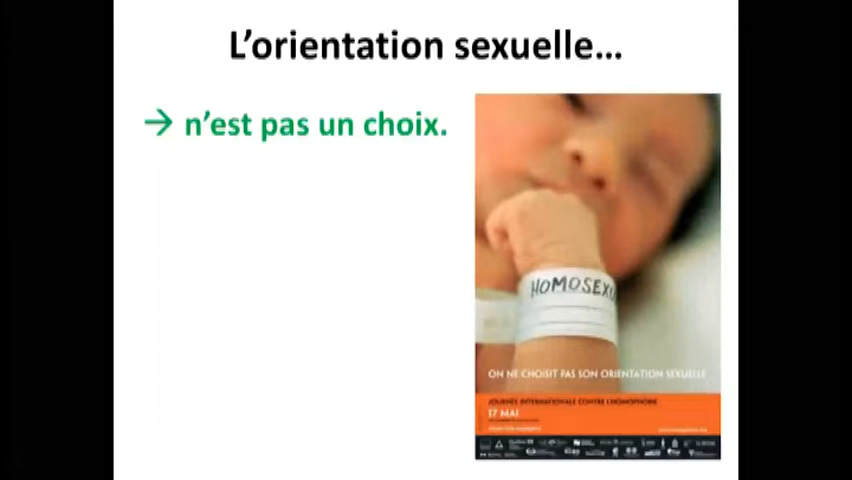 L'orientation sexuelle…
→ n'est pas un choix.
HOMOSEXU
ON NE CHOISIT PAS SON ORIENTATION SEXUELLE
JOURNÉE INTERNATIONALE CONTRE L'HOMOPHOBIE
17 MAI